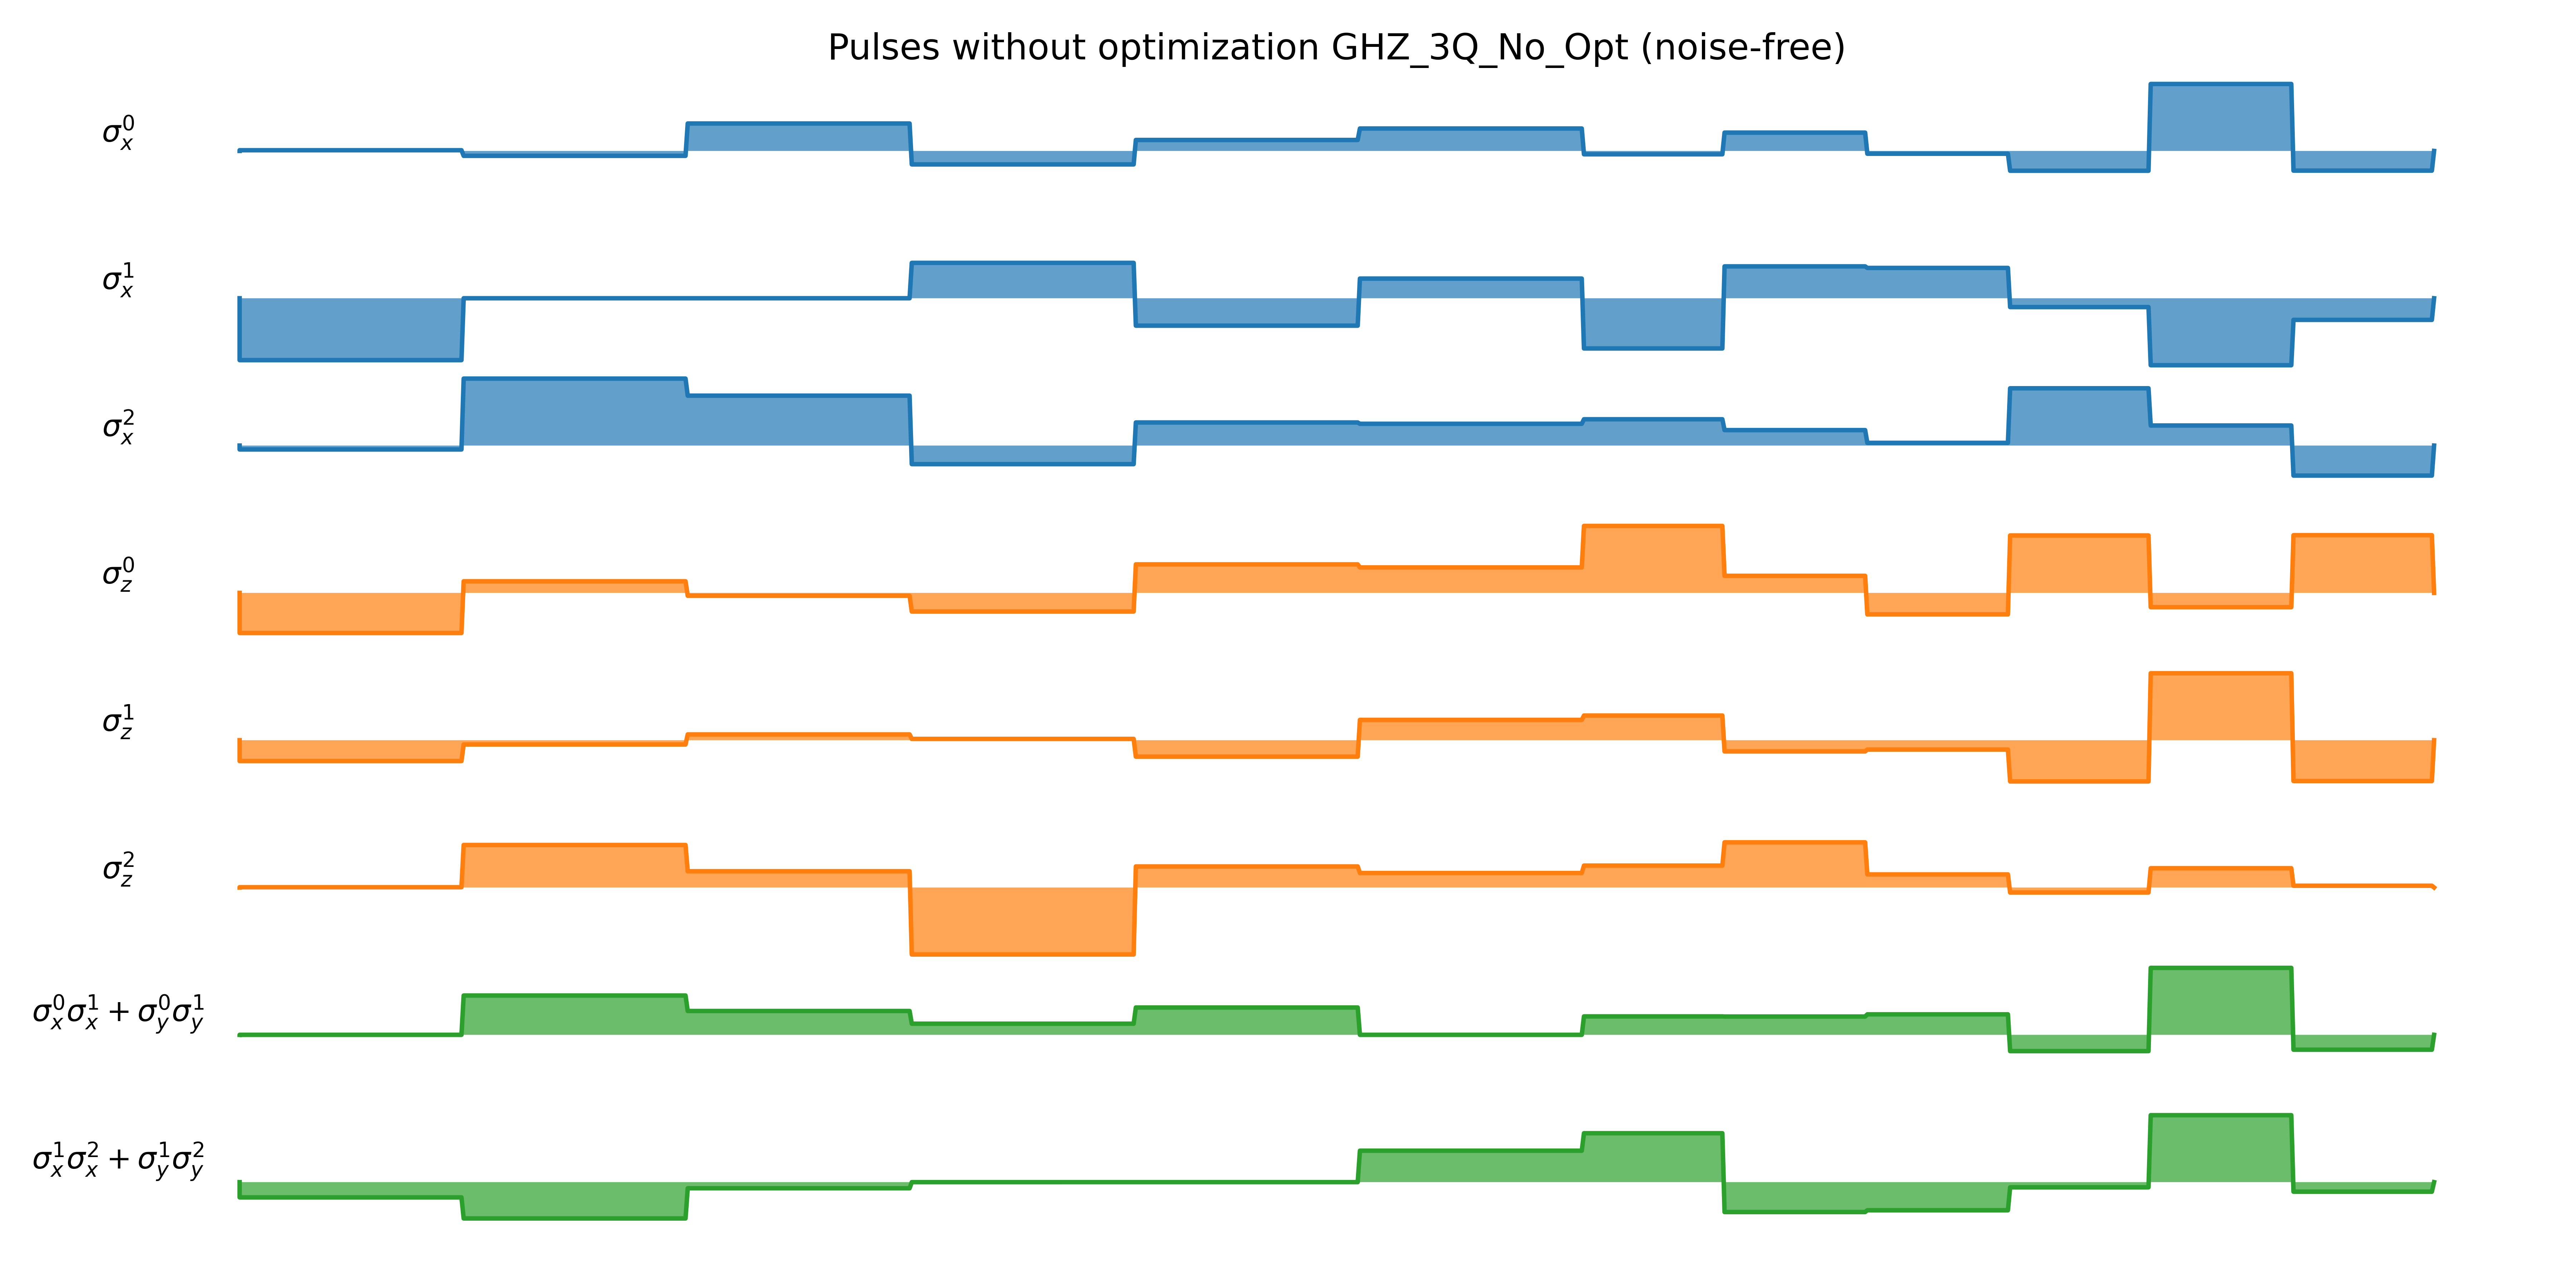 Pulses without optimization GHZ_3Q_No_Opt (noise-free)
σ_x^0
σ_x^1
σ_x^2
σ_z^0
σ_z^1
σ_z^2
σ_x^0σ_x^1 + σ_y^0σ_y^1
σ_x^1σ_x^2 + σ_y^1σ_y^2